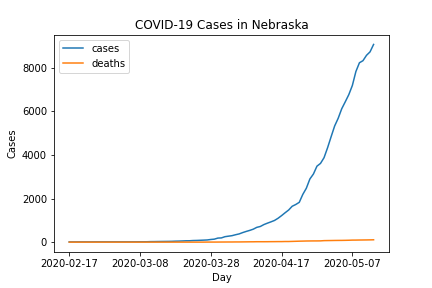 COVID-19 Cases in Nebraska
cases
deaths
8000
6000
4000
2000
0
Cases
2020-02-17 2020-03-08 2020-03-28 2020-04-17 2020-05-07
Day